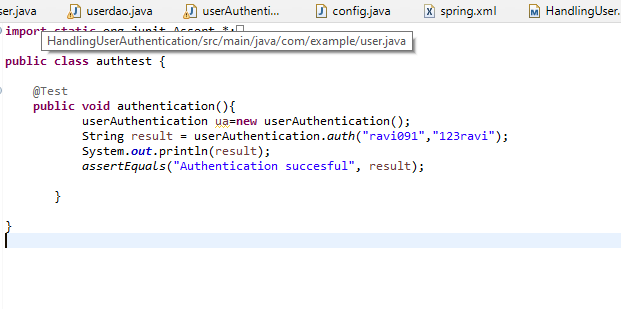 ser.java userdao.java userAuthenti... config.java spring.xml HandlingUser.
import static org.junit.Assert.*;
HandlingUserAuthentication/src/main/java/com/example/user.java
public class authtest {
@Test
public void authentication(){
userAuthentication ua=new userAuthentication();
String result = userAuthentication.auth("ravi091","123ravi");
System.out.println(result);
assertEquals("Authentication succesful", result);
}
}